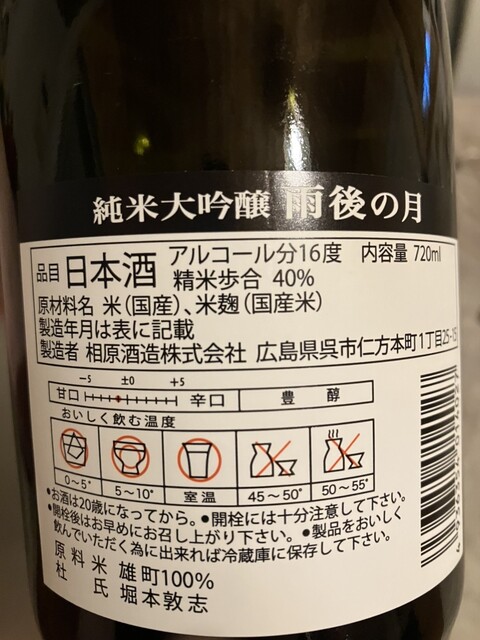 純米大吟醸 雨後の月
品目 日本酒 アルコール分16度 内容量 720ml
精米歩合 40%
原材料名 米(国産)、米麹(国産米)
製造年月は表に記載
製造者 相原酒造株式会社 広島県呉市仁方本町1丁目25-15
-5 ±0 +5
甘口 辛口 豊醇
おいしく飲む温度
0~5° 5~10° 室温 45~50° 50~55°
●お酒は20歳になってから。●開栓には十分注意して下さい。
●開栓後はお早めにお召し上がり下さい。●製品をおいしく
飲んでいただく為に出来れば冷蔵庫に保存して下さい。
原料米 雄町100%
杜氏 堀本敦志